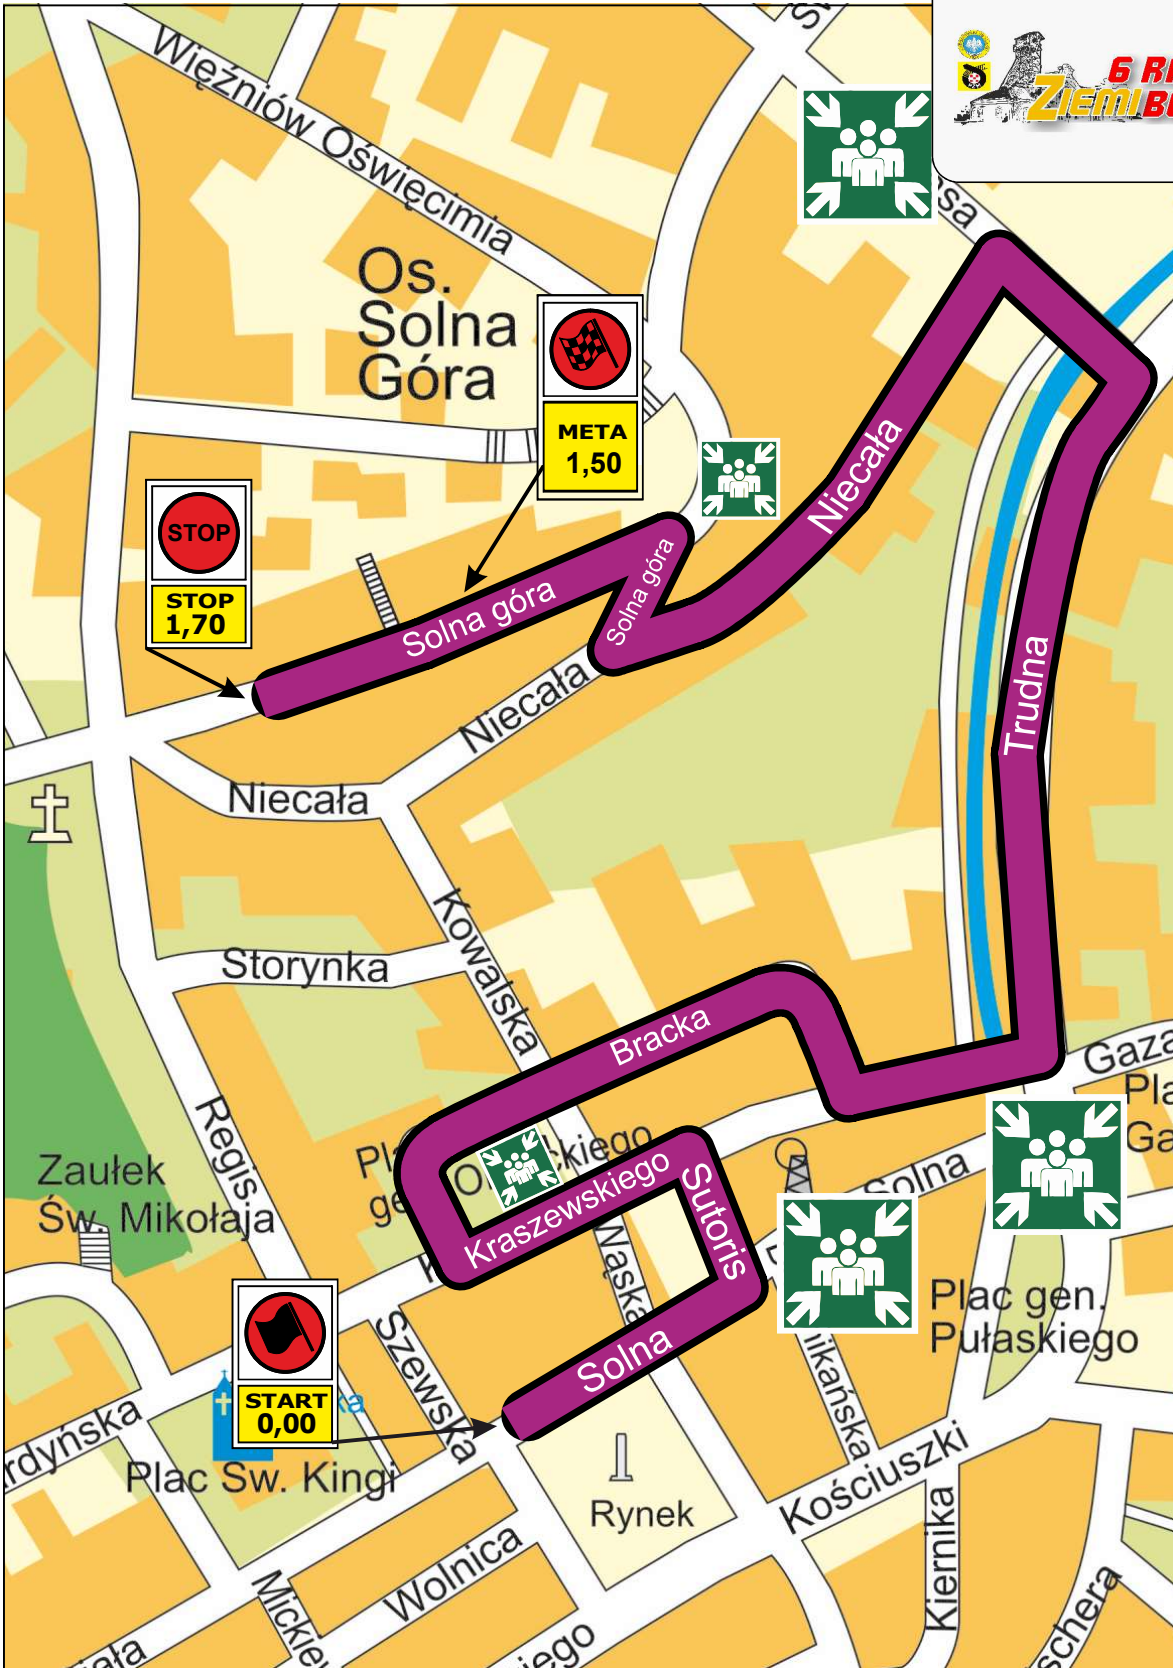 6
ZIEMI
Więźniów Oświęcimia
Os.
Solna
Góra
META
1,50
STOP
STOP
1,70
Niecała
Solna góra
Solna góra
Niecała
Niecała
Trudna
Storynka
Kowalska
Bracka
Regis
Zaułek
Św. Mikołaja
Kraszewskiego
Sutoris
Solna
Solna
Plac gen.
Pułaskiego
Szewska
START
0,00
Plac Św. Kingi
Rynek
Kościuszki
Kiernika
Wolnica